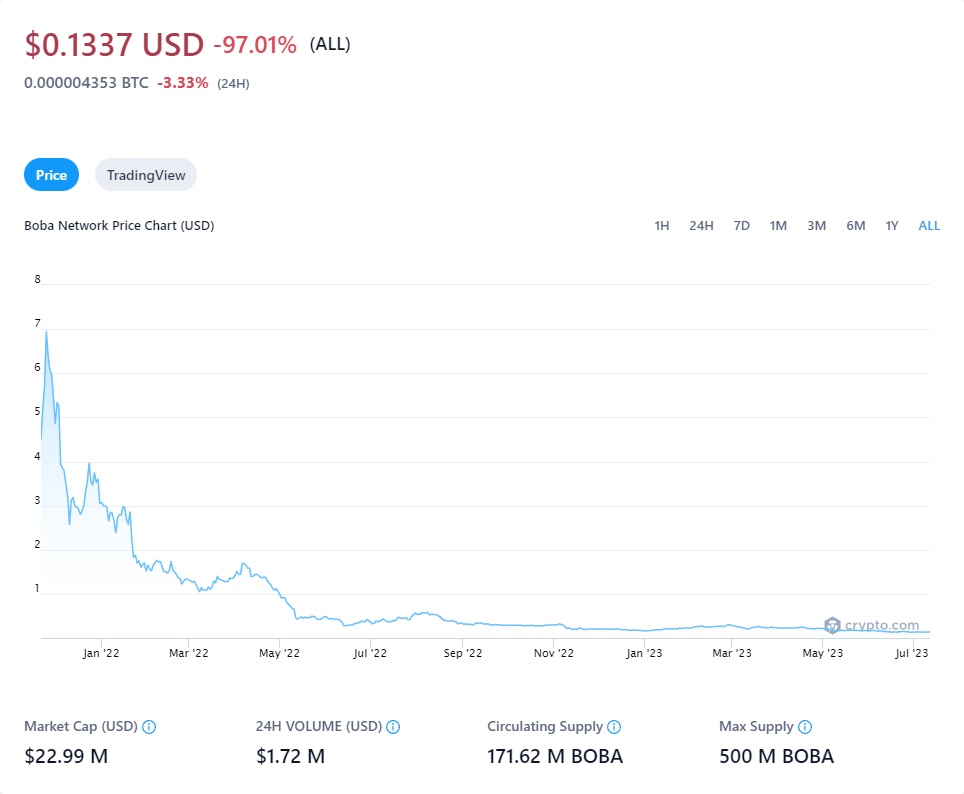 $0.1337 USD -97.01% (ALL)
0.000004353 BTC -3.33% (24H)
Price TradingView
Boba Network Price Chart (USD) 1H 24H 7D 1M 3M 6M 1Y ALL
8
7
6
5
4
3
2
1
crypto.com
Jan '22 Mar '22 May '22 Jul '22 Sep '22 Nov '22 Jan '23 Mar '23 May '23 Jul '23
Market Cap (USD) 24H VOLUME (USD) Circulating Supply Max Supply
$22.99 M $1.72 M 171.62 M BOBA 500 M BOBA